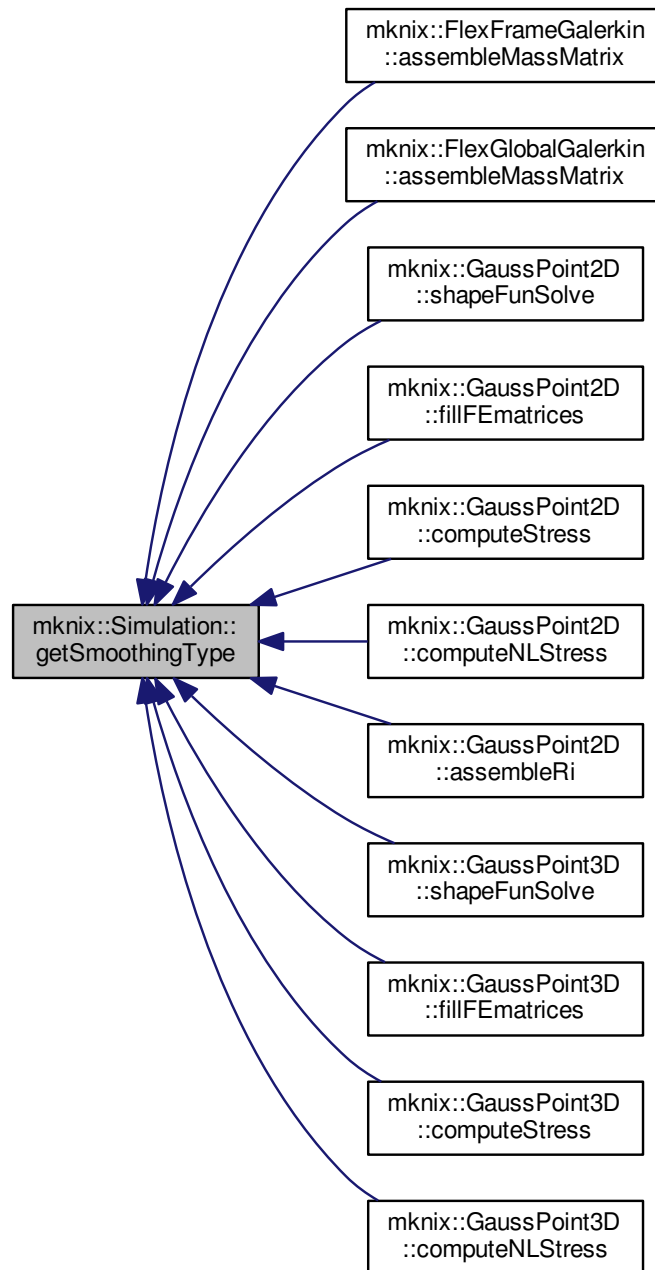 mknix::FlexFrameGalerkin
::assembleMassMatrix
mknix::FlexGlobalGalerkin
::assembleMassMatrix
mknix::GaussPoint2D
::shapeFunSolve
mknix::GaussPoint2D
::fillFEmatrices
mknix::GaussPoint2D
::computeStress
mknix::Simulation::
getSmoothingType
mknix::GaussPoint2D
::computeNLStress
mknix::GaussPoint2D
::assembleRi
mknix::GaussPoint3D
::shapeFunSolve
mknix::GaussPoint3D
::fillFEmatrices
mknix::GaussPoint3D
::computeStress
mknix::GaussPoint3D
::computeNLStress